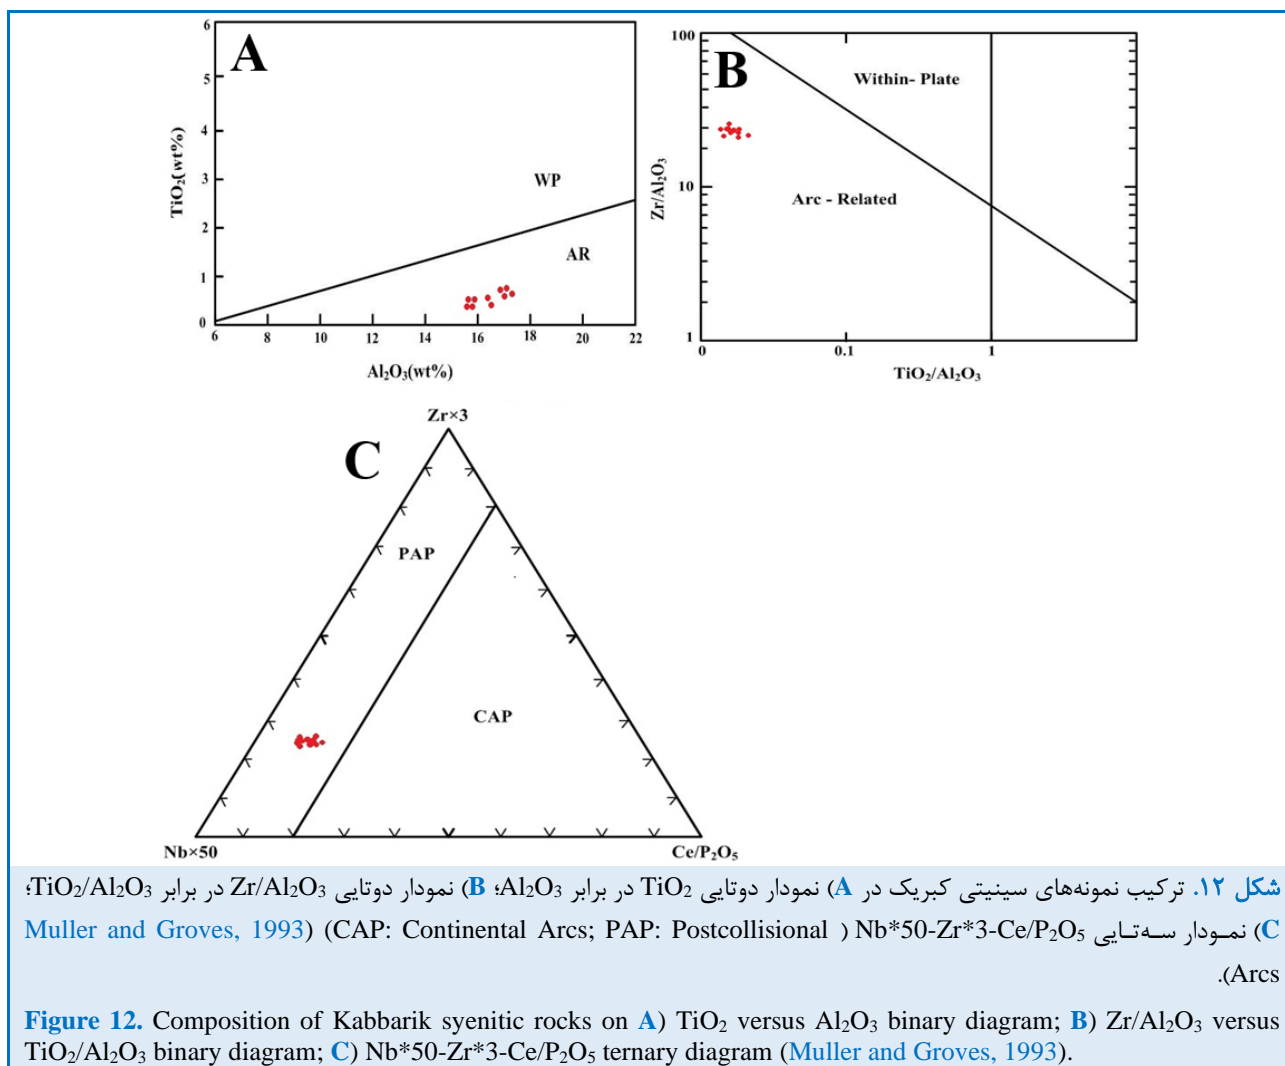 A
6
5
4
3
2
1
0
TiO₂(wt%)
WP
AR
6 8 10 12 14 16 18 20 22
Al₂O₃(wt%)
B
100
10
1
Zr/Al₂O₃
Within- Plate
Arc - Related
0 0.1 1
TiO₂/Al₂O₃
C
Zr×3
PAP
CAP
Nb×50 Ce/P₂O₅
شکل ۱۲. ترکیب نمونه‌های سینیتی کبریک در A) نمودار دوتایی TiO₂ در برابر Al₂O₃؛ B) نمودار دوتایی Zr/Al₂O₃ در برابر TiO₂/Al₂O₃؛
C) نمـودار سـه‌تـایی Nb*50-Zr*3-Ce/P₂O₅ (Muller and Groves, 1993) (CAP: Continental Arcs; PAP: Postcollisional
Arcs).
Figure 12. Composition of Kabbarik syenitic rocks on A) TiO₂ versus Al₂O₃ binary diagram; B) Zr/Al₂O₃ versus
TiO₂/Al₂O₃ binary diagram; C) Nb*50-Zr*3-Ce/P₂O₅ ternary diagram (Muller and Groves, 1993).